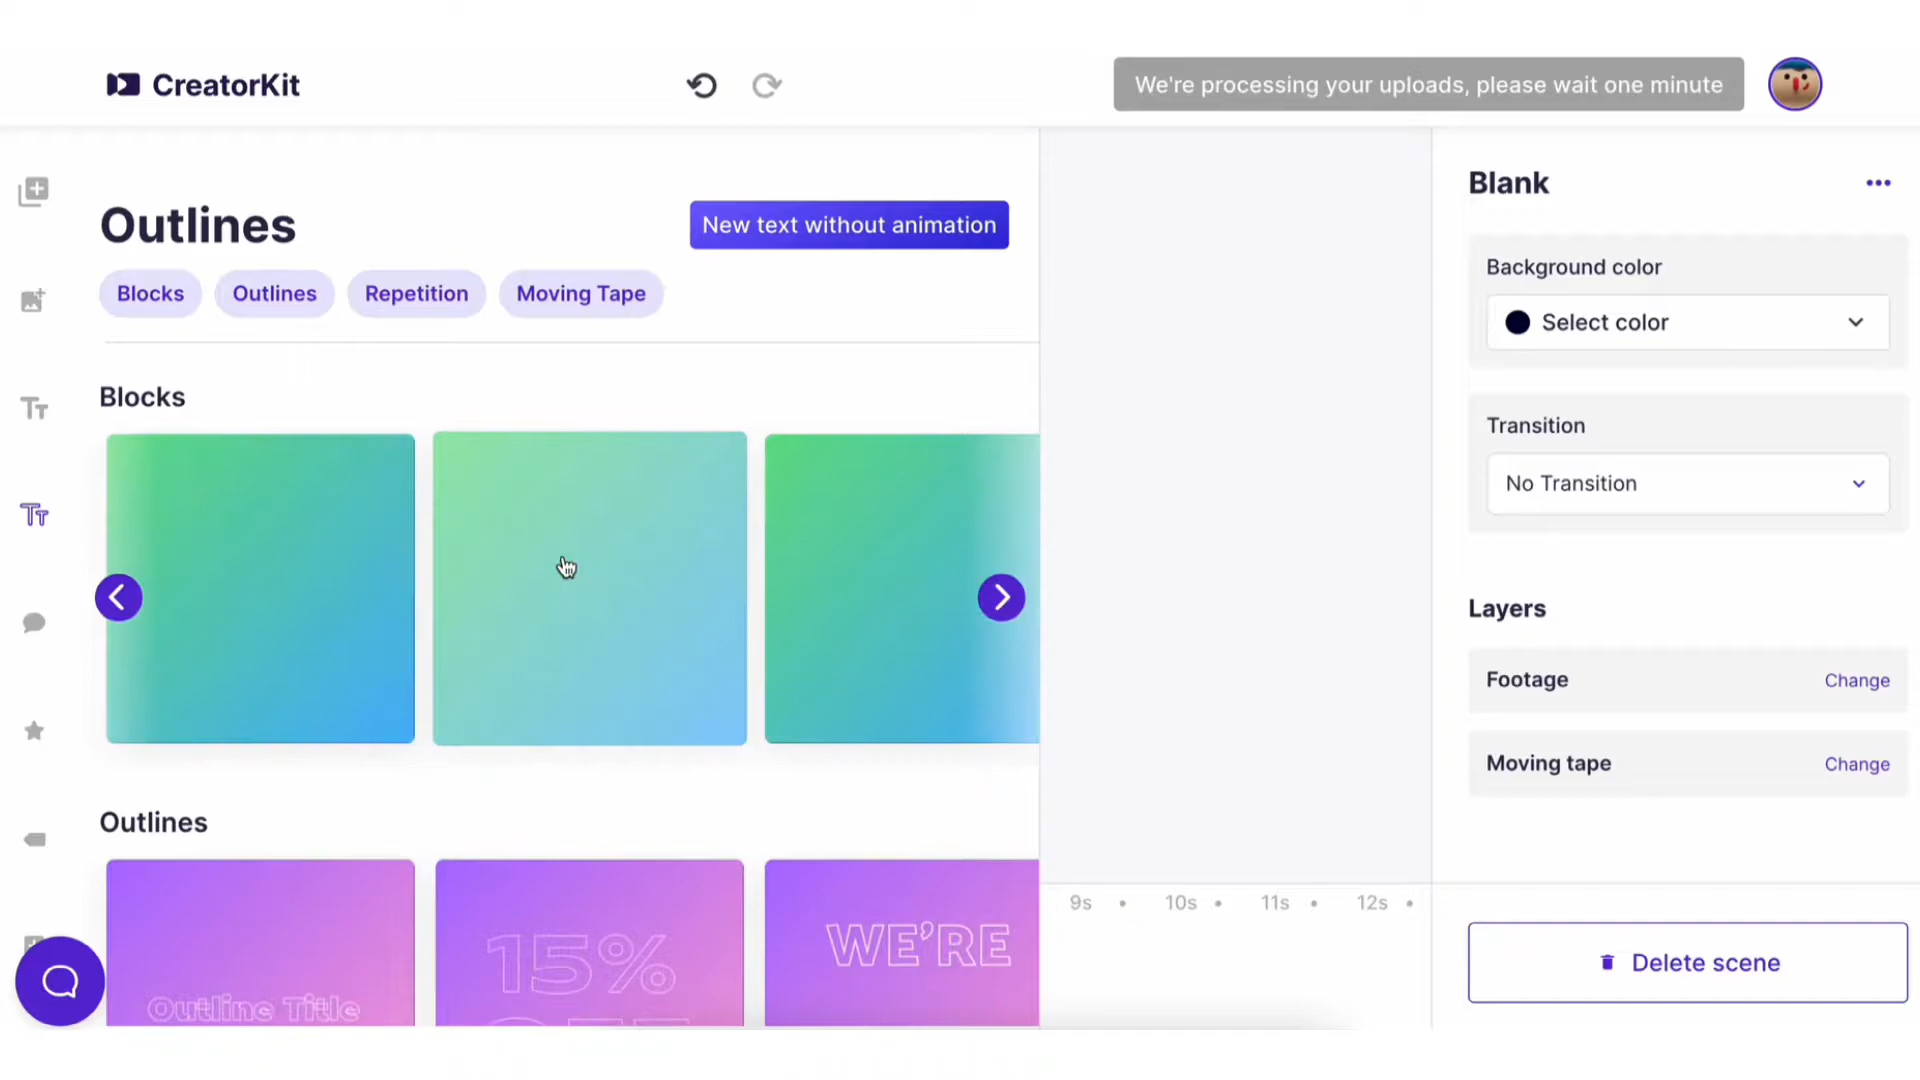 CreatorKit
We're processing your uploads, please wait one minute
Outlines
New text without animation
Blocks
Outlines
Repetition
Moving Tape
Blocks
Outlines
Outline Title
15%
OFF
WE'RE
9s
10s
11s
12s
Blank
Background color
Select color
Transition
No Transition
Layers
Footage
Change
Moving tape
Change
Delete scene